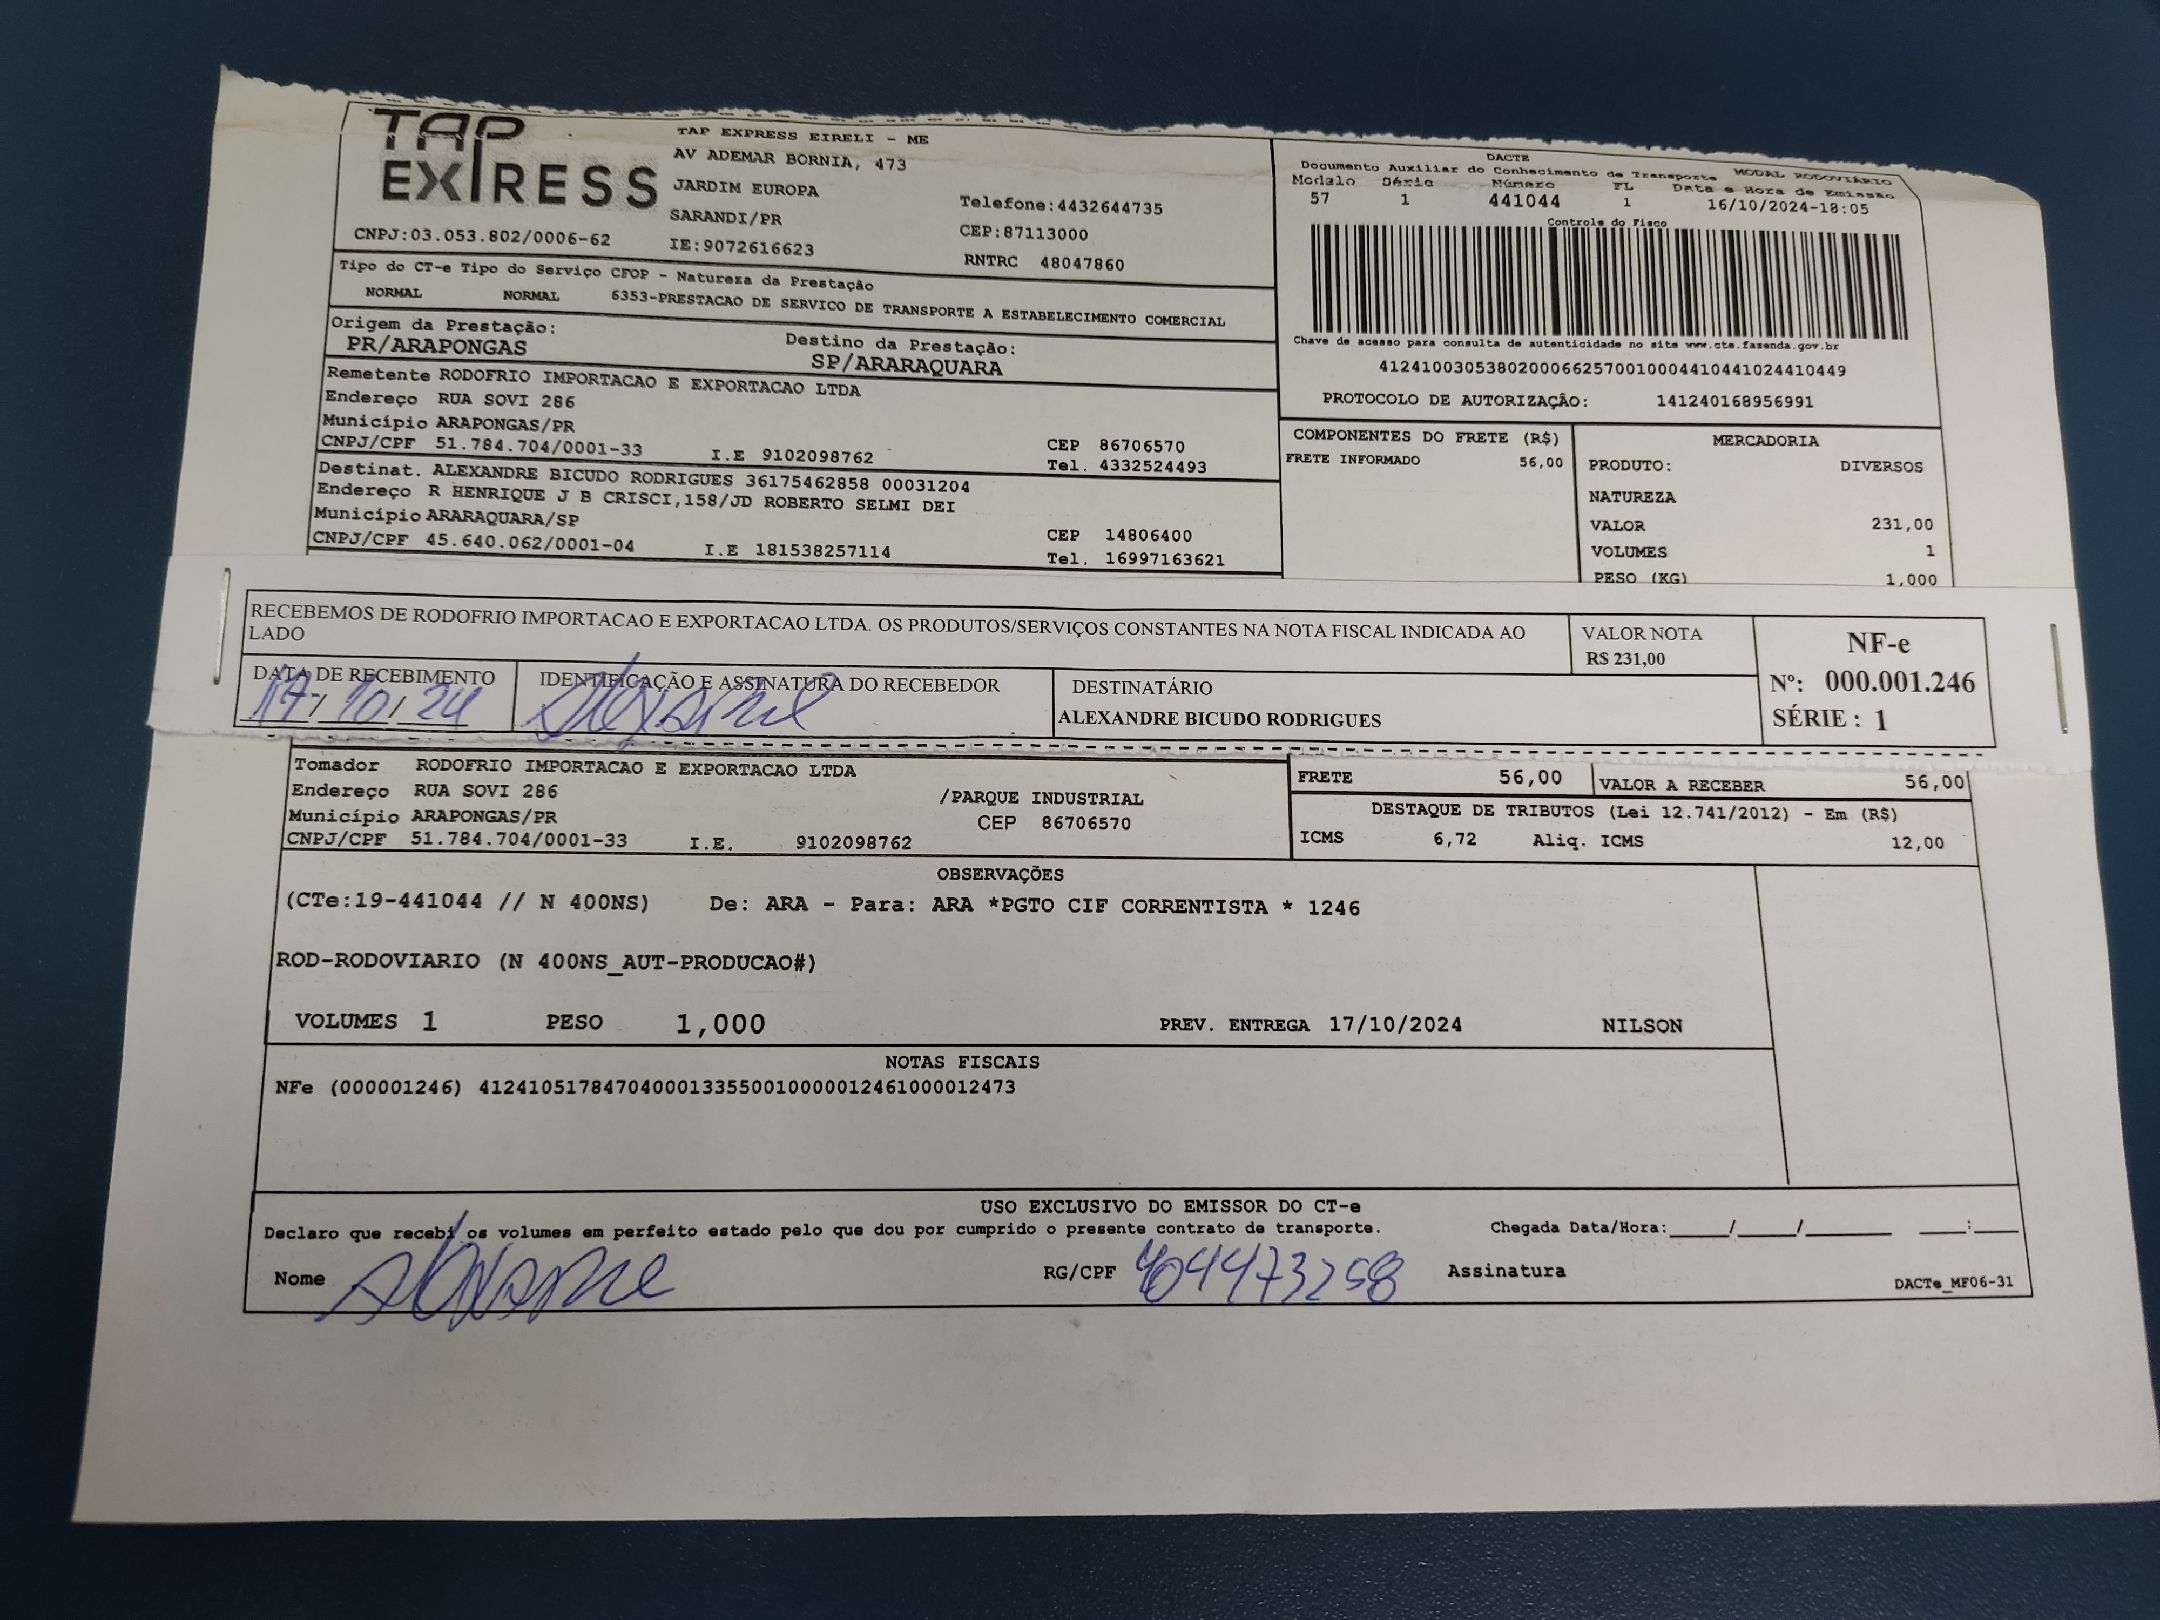 TAP EXPRESS
TAP EXPRESS EIRELI - ME
AV ADEMAR BORNIA, 473
JARDIM EUROPA
SARANDI/PR
IE:9072616623
Telefone:4432644735
CEP:87113000
RNTRC 48047860
CNPJ:03.053.802/0006-62
Tipo do CT-e Tipo do Serviço CFOP - Natureza da Prestação
NORMAL NORMAL 6353-PRESTACAO DE SERVICO DE TRANSPORTE A ESTABELECIMENTO COMERCIAL
Origem da Prestação: Destino da Prestação:
PR/ARAPONGAS SP/ARARAQUARA
Remetente RODOFRIO IMPORTACAO E EXPORTACAO LTDA
Endereço RUA SOVI 286
Município ARAPONGAS/PR CEP 86706570
CNPJ/CPF 51.784.704/0001-33 I.E 9102098762 Tel. 4332524493
Destinat. ALEXANDRE BICUDO RODRIGUES 36175462858 00031204
Endereço R HENRIQUE J B CRISCI,158/JD ROBERTO SELMI DEI
Município ARARAQUARA/SP CEP 14806400
CNPJ/CPF 45.640.062/0001-04 I.E 181538257114 Tel. 16997163621
DACTE
Documento Auxiliar do Conhecimento de Transporte MODAL RODOVIÁRIO
Modelo Série Número FL Data e Hora de Emissão
57 1 441044 1 16/10/2024-18:05
Controle do Fisco
Chave de acesso para consulta de autenticidade no site www.cte.fazenda.gov.br
41241003053802000662570010004410441024410449
PROTOCOLO DE AUTORIZAÇÃO: 141240168956991
COMPONENTES DO FRETE (R$)
FRETE INFORMADO 56,00
MERCADORIA
PRODUTO: DIVERSOS
NATUREZA
VALOR 231,00
VOLUMES 1
PESO (KG) 1,000
RECEBEMOS DE RODOFRIO IMPORTACAO E EXPORTACAO LTDA. OS PRODUTOS/SERVIÇOS CONSTANTES NA NOTA FISCAL INDICADA AO
LADO
VALOR NOTA
R$ 231,00
NF-e
Nº: 000.001.246
SÉRIE : 1
DATA DE RECEBIMENTO
17/10/24
IDENTIFICAÇÃO E ASSINATURA DO RECEBEDOR
DESTINATÁRIO
ALEXANDRE BICUDO RODRIGUES
Tomador RODOFRIO IMPORTACAO E EXPORTACAO LTDA
Endereço RUA SOVI 286 /PARQUE INDUSTRIAL
Município ARAPONGAS/PR CEP 86706570
CNPJ/CPF 51.784.704/0001-33 I.E. 9102098762
FRETE 56,00 VALOR A RECEBER 56,00
DESTAQUE DE TRIBUTOS (Lei 12.741/2012) - Em (R$)
ICMS 6,72 Aliq. ICMS 12,00
OBSERVAÇÕES
(CTe:19-441044 // N 400NS) De: ARA - Para: ARA *PGTO CIF CORRENTISTA * 1246
ROD-RODOVIARIO (N 400NS_AUT-PRODUCAO#)
VOLUMES 1 PESO 1,000 PREV. ENTREGA 17/10/2024 NILSON
NOTAS FISCAIS
NFe (000001246) 41241051784704000133550010000012461000012473
USO EXCLUSIVO DO EMISSOR DO CT-e
Declaro que recebi os volumes em perfeito estado pelo que dou por cumprido o presente contrato de transporte. Chegada Data/Hora:____/____/______ ___:___
Nome RG/CPF 404473258 Assinatura
DACTe_MF06-31